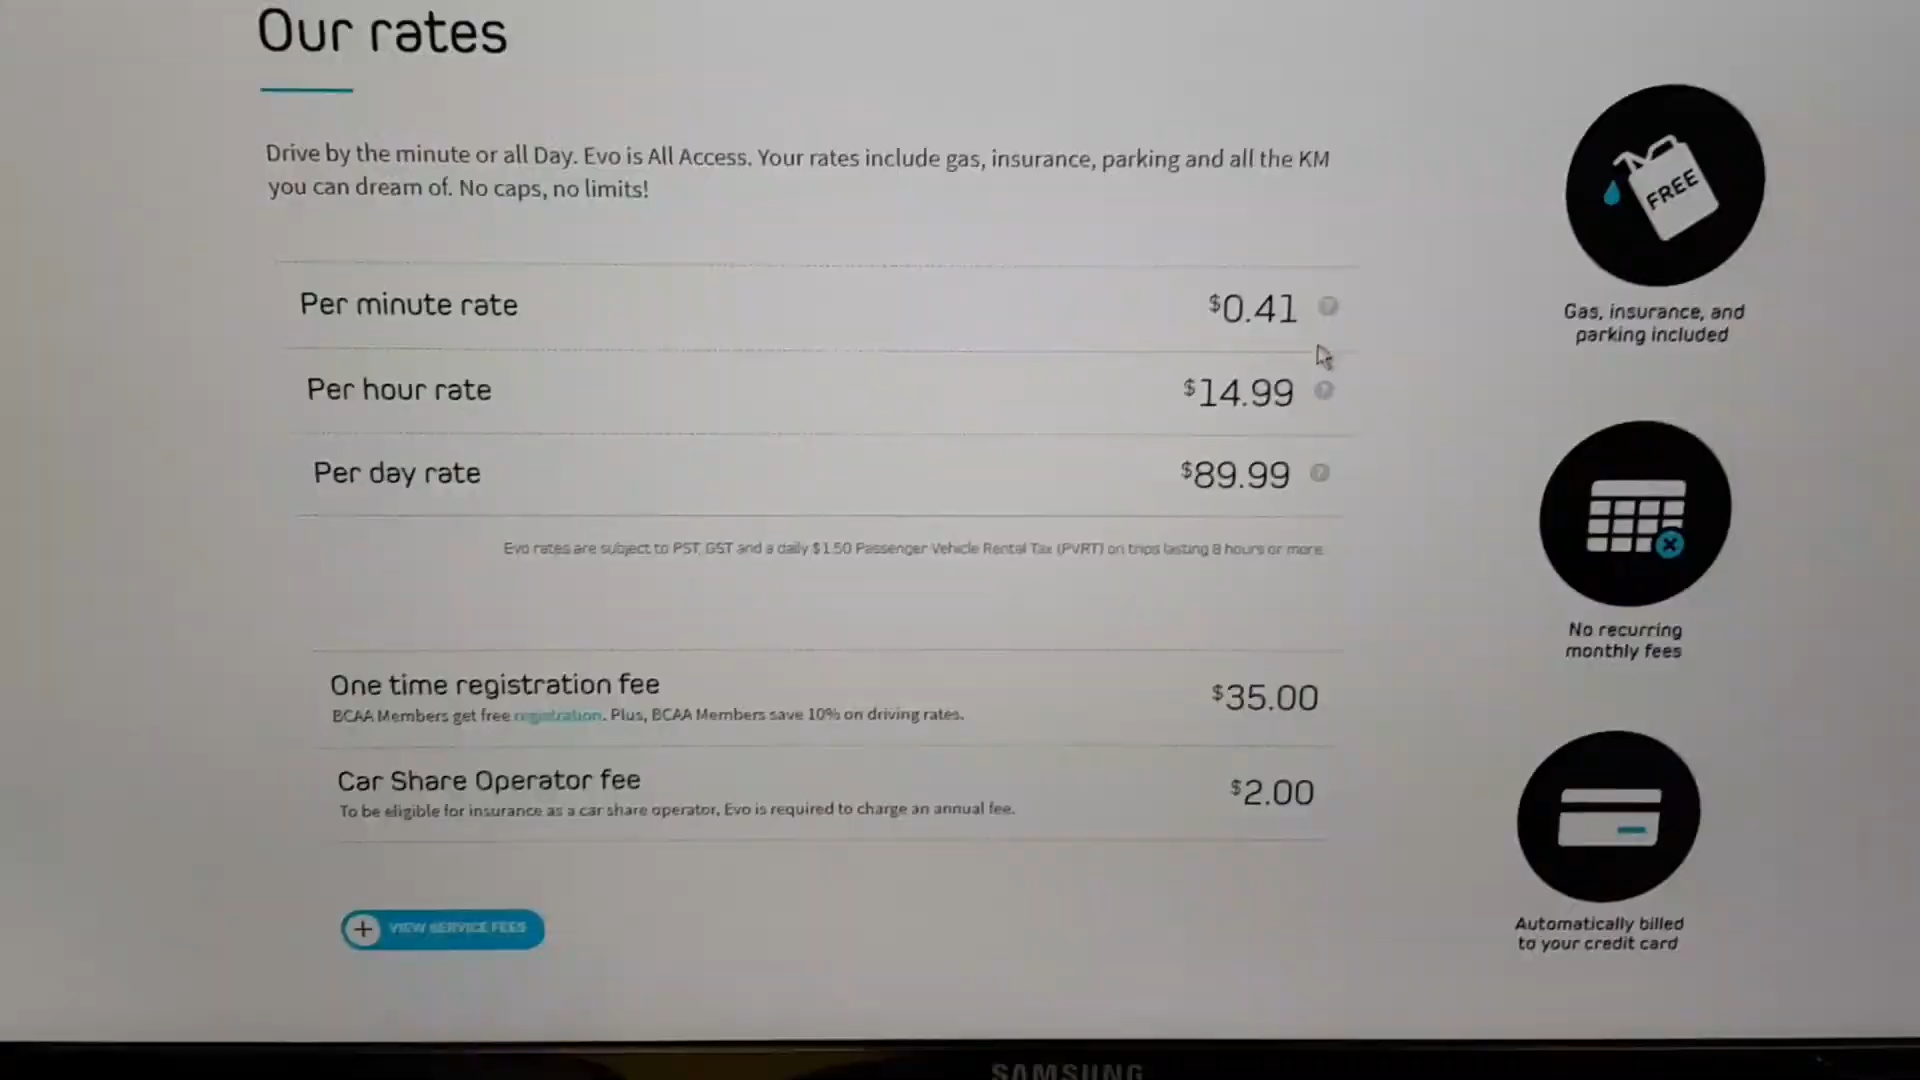 Our rates
Drive by the minute or all Day. Evo is All Access. Your rates include gas, insurance, parking and all the KM
you can dream of. No caps, no limits!
Per minute rate $0.41 ?
Per hour rate $14.99 ?
Per day rate $89.99 ?
Evo rates are subject to PST, GST and a daily $1.50 Passenger Vehicle Rental Tax (PVRT) on trips lasting 8 hours or more.
One time registration fee $35.00
BCAA Members get free registration. Plus, BCAA Members save 10% on driving rates.
Car Share Operator fee $2.00
To be eligible for insurance as a car share operator, Evo is required to charge an annual fee.
+ VIEW SERVICE FEES
FREE
Gas, insurance, and
parking included
No recurring
monthly fees
Automatically billed
to your credit card
SAMSUNG